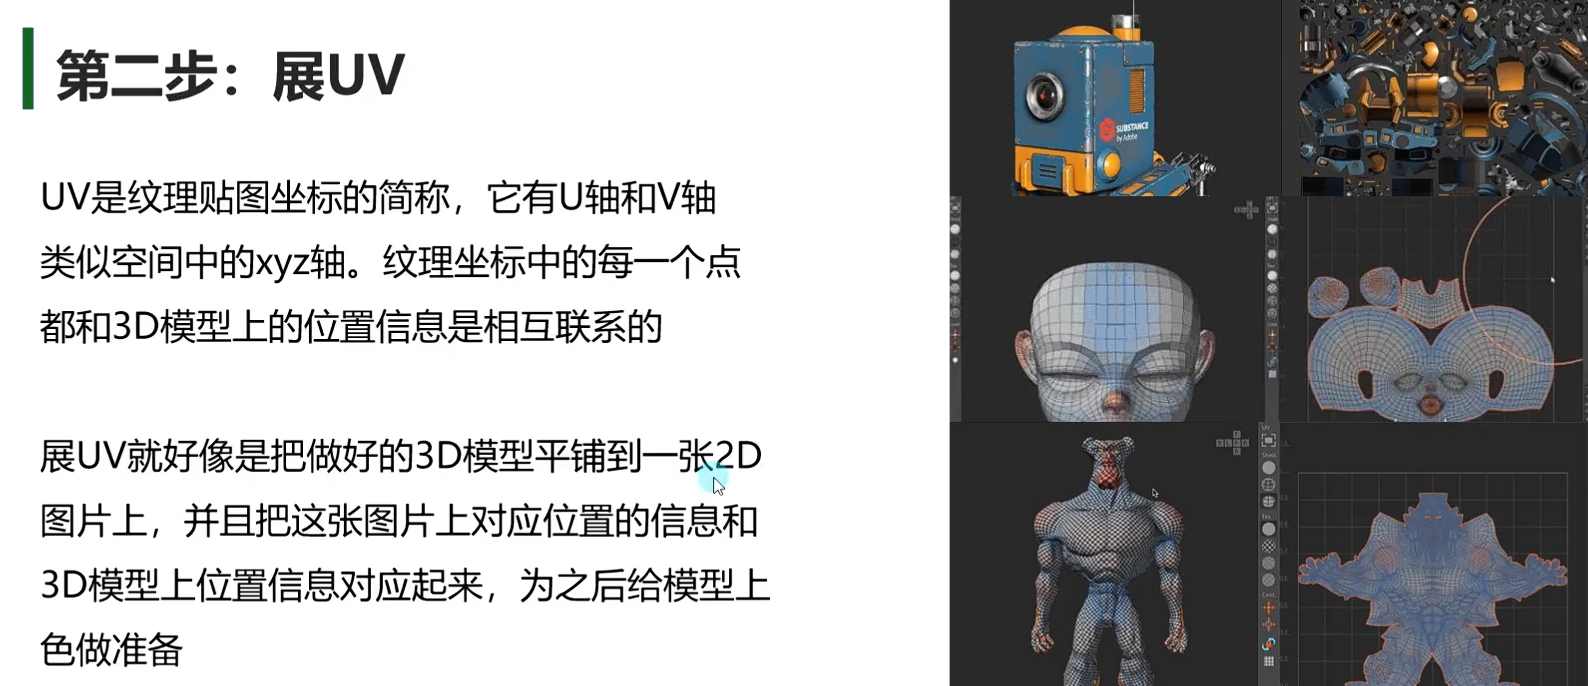 第二步：展UV
UV是纹理贴图坐标的简称，它有U轴和V轴
类似空间中的xyz轴。纹理坐标中的每一个点
都和3D模型上的位置信息是相互联系的
展UV就好像是把做好的3D模型平铺到一张2D
图片上，并且把这张图片上对应位置的信息和
3D模型上位置信息对应起来，为之后给模型上
色做准备
SUBSTANCE
by Adobe